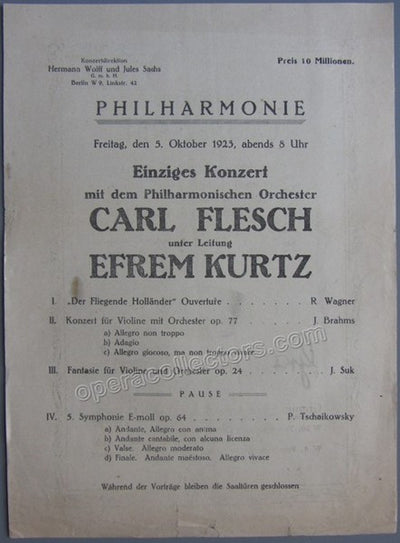 Konzertdirektion
Hermann Wolff und Jules Sachs
G. m. b. H.
Berlin W 9, Linkstr. 42
Preis 10 Millionen.
PHILHARMONIE
Freitag, den 5. Oktober 1923, abends 8 Uhr
Einziges Konzert
mit dem Philharmonischen Orchester
CARL FLESCH
unter Leitung
EFREM KURTZ
I. „Der Fliegende Holländer" Ouverture . . . . . . . . R. Wagner
II. Konzert für Violine mit Orchester op. 77 . . . . . . J. Brahms
a) Allegro non troppo
b) Adagio
c) Allegro giocoso, ma non troppo vivace
III. Fantasie für Violine und Orchester op. 24 . . . . . . J. Suk
PAUSE
IV. 5. Symphonie E-moll op. 64 . . . . . . . . . P. Tschaikowsky
a) Andante, Allegro con anima
b) Andante cantabile, con alcuna licenza
c) Valse. Allegro moderato
d) Finale. Andante maëstoso. Allegro vivace
Während der Vorträge bleiben die Saaltüren geschlossen
operacollectors.com